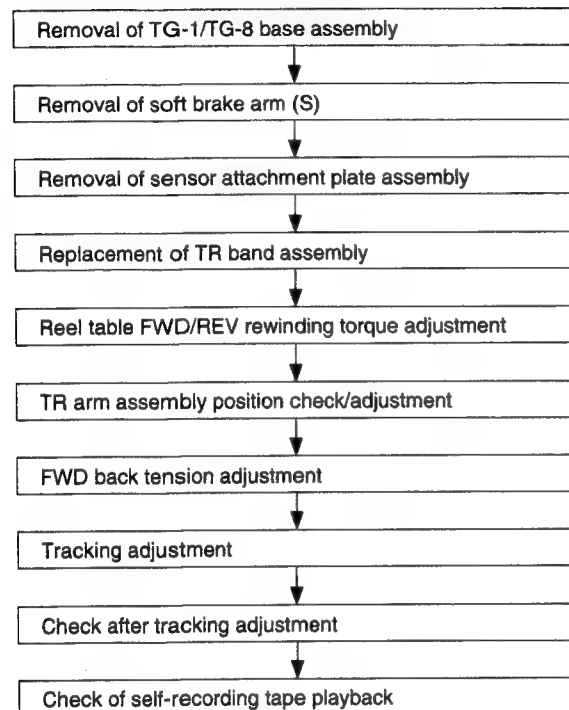 Removal of TG-1/TG-8 base assembly
Removal of soft brake arm (S)
Removal of sensor attachment plate assembly
Replacement of TR band assembly
Reel table FWD/REV rewinding torque adjustment
TR arm assembly position check/adjustment
FWD back tension adjustment
Tracking adjustment
Check after tracking adjustment
Check of self-recording tape playback